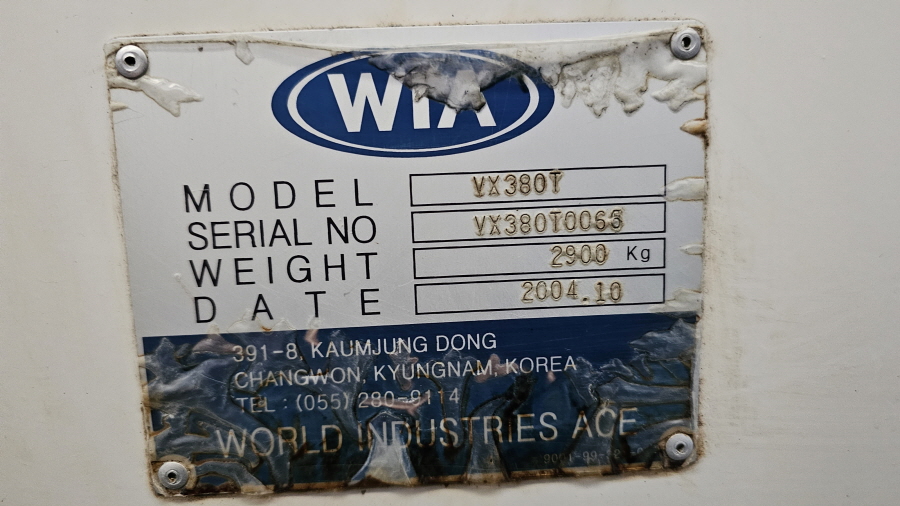 WIA
MODEL VX380T
SERIAL NO VX380T0065
WEIGHT 2900 Kg
DATE 2004.10
391-8, KAUMJUNG DONG
CHANGWON, KYUNGNAM, KOREA
TEL : (055) 280-9114
WORLD INDUSTRIES ACE